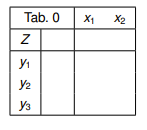 Tab. 0 x₁ x₂
Z
y₁
y₂
y₃